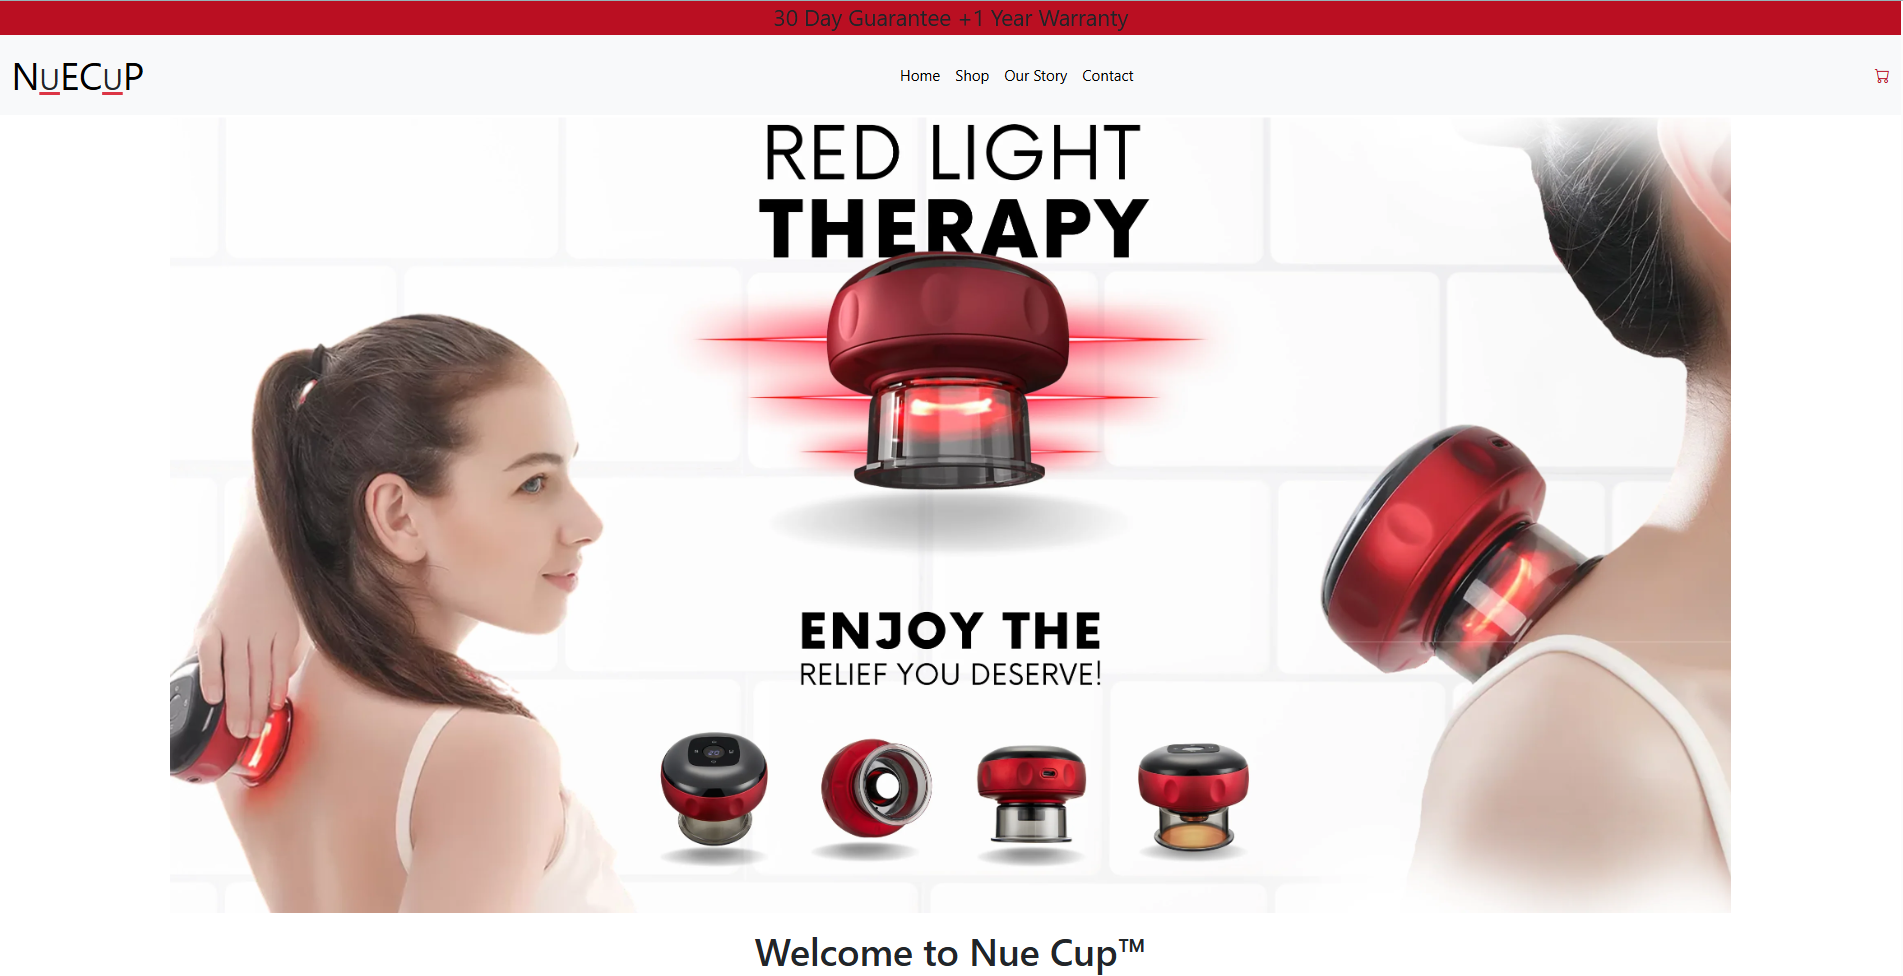 30 Day Guarantee +1 Year Warranty
NuECuP
Home Shop Our Story Contact
RED LIGHT
THERAPY
ENJOY THE
RELIEF YOU DESERVE!
Welcome to Nue Cup™